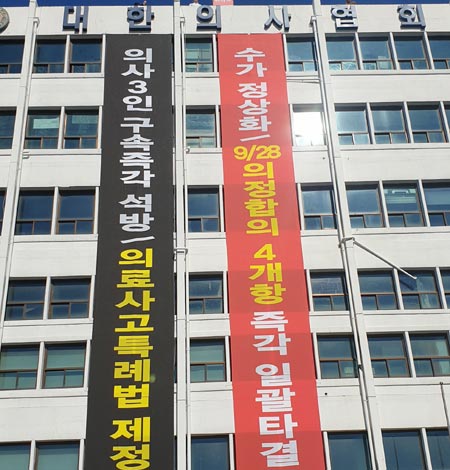 대한의사협회
의사3인 구속즉각 석방/의료사고특례법 제정
수가 정상화/9/28의정합의 4개항 즉각 일괄타결